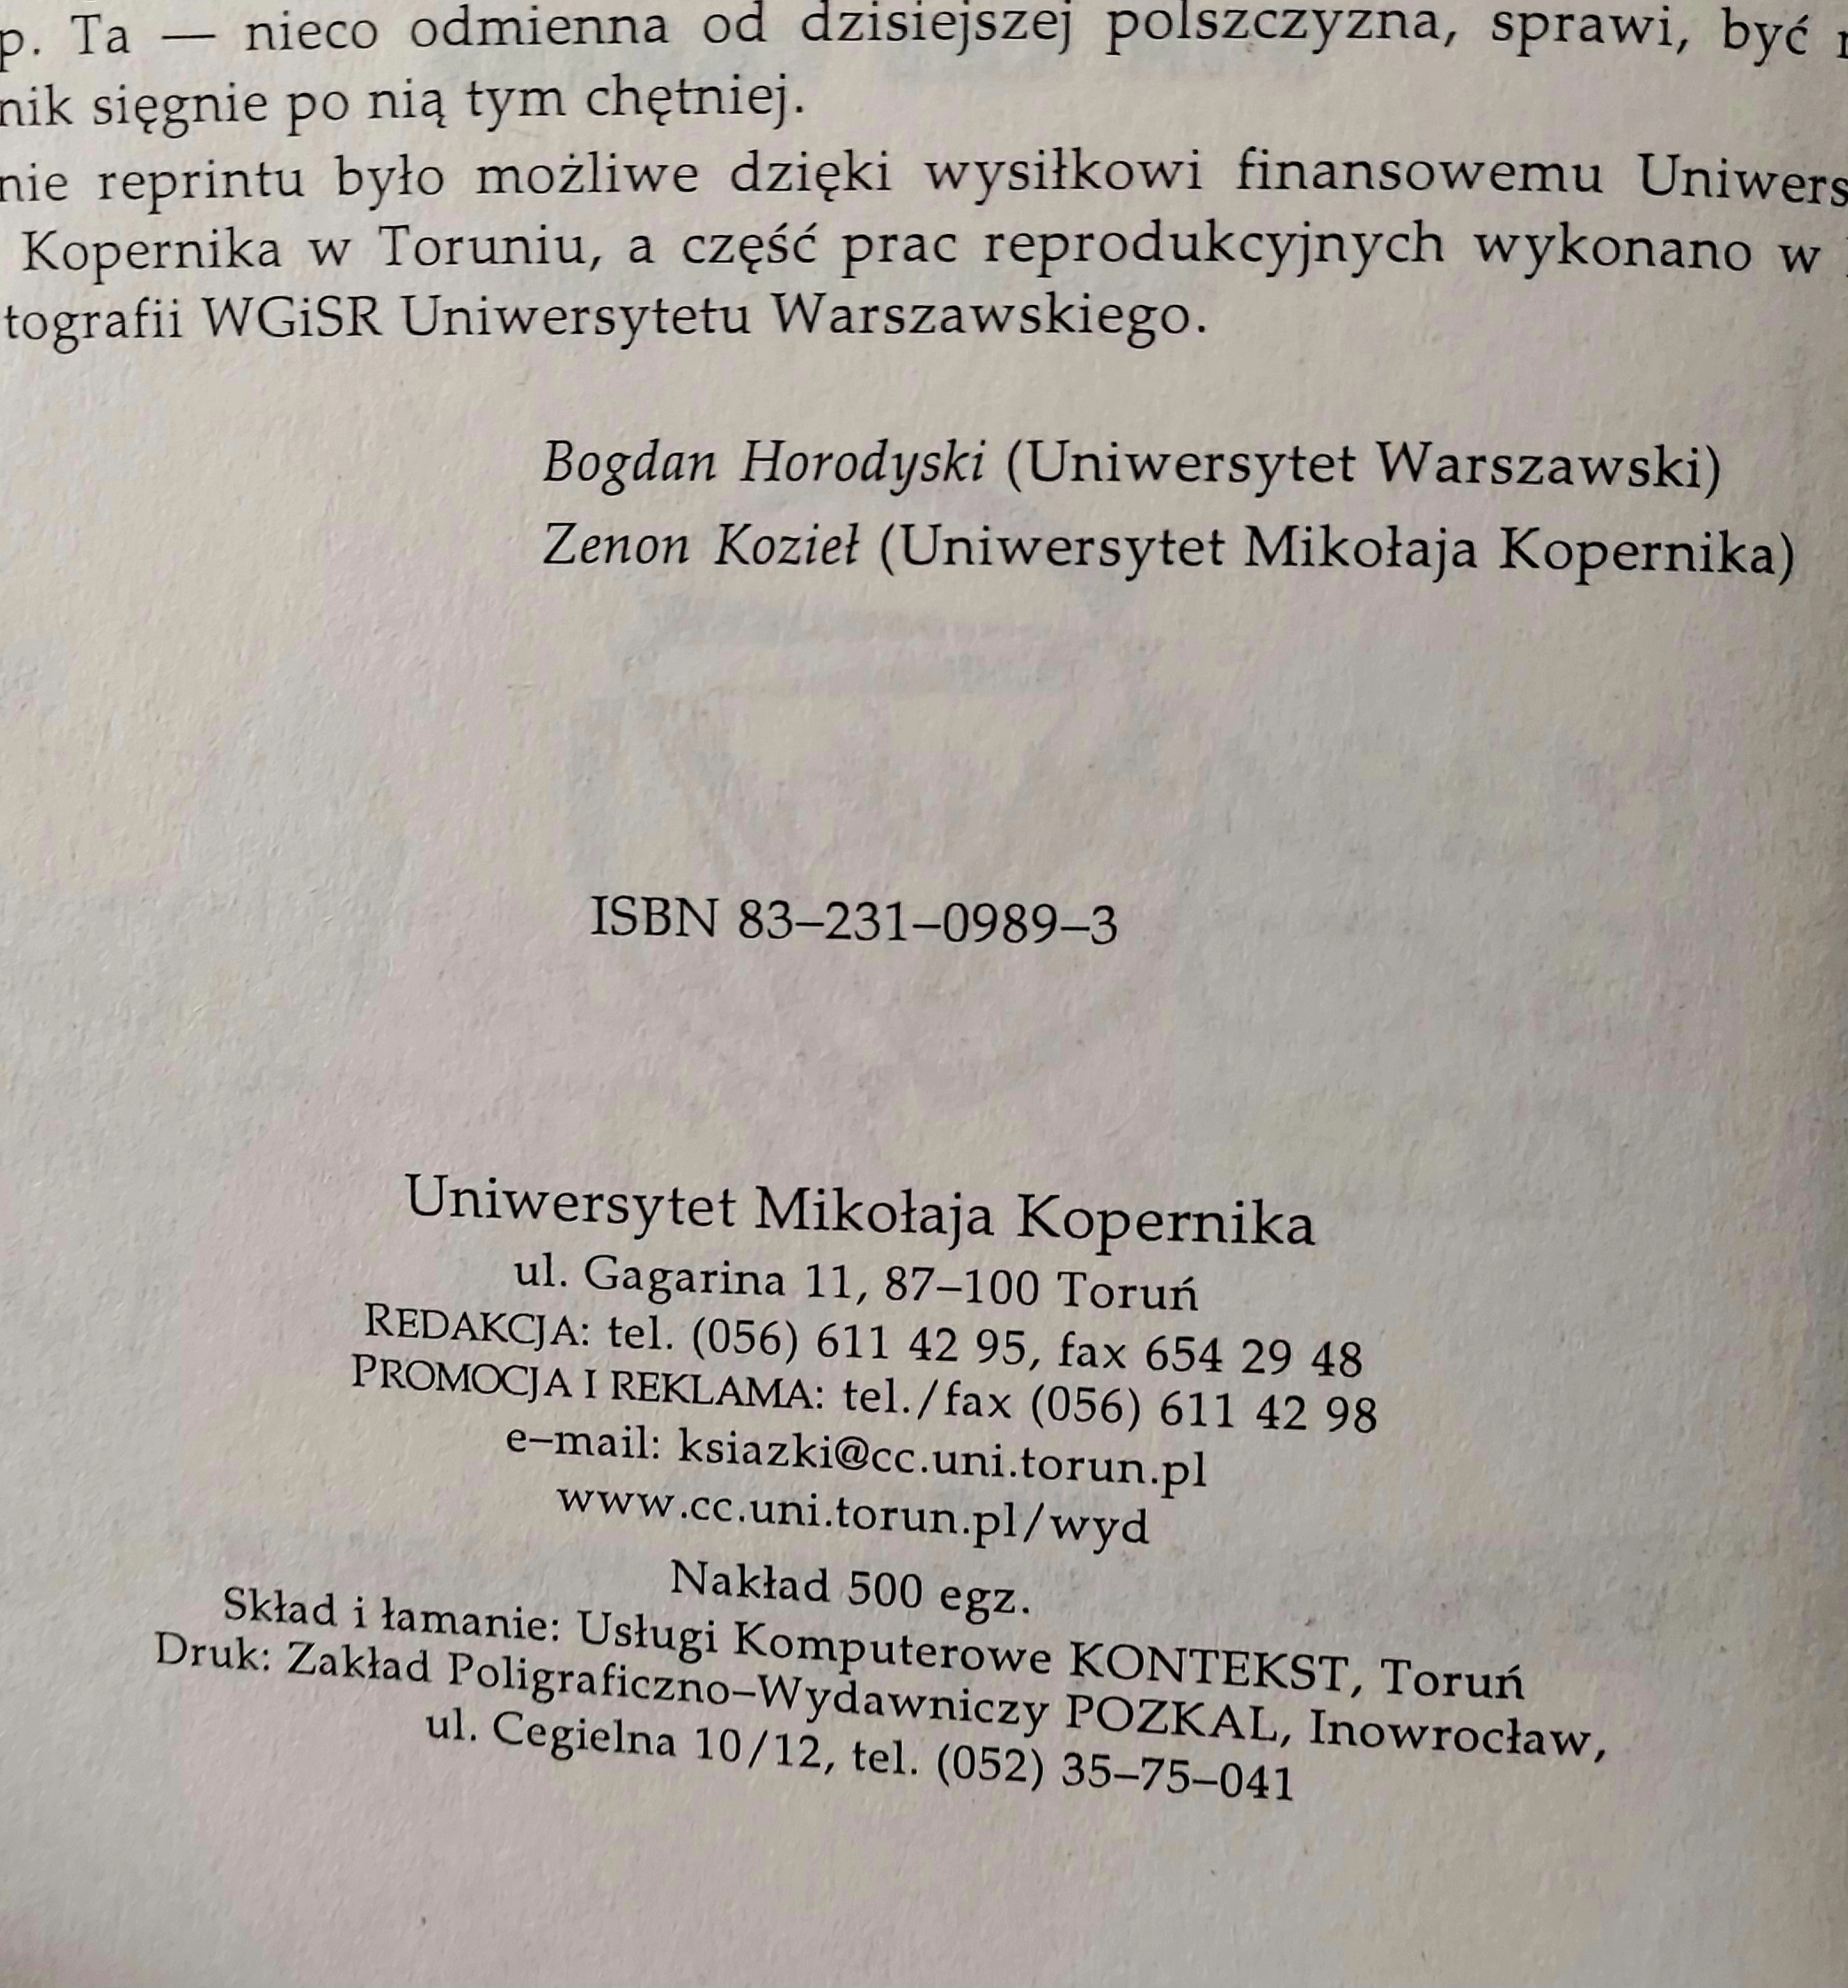 p. Ta — nieco odmienna od dzisiejszej polszczyzna, sprawi, być
nik sięgnie po nią tym chętniej.
nie reprintu było możliwe dzięki wysiłkowi finansowemu Uniwers
Kopernika w Toruniu, a część prac reprodukcyjnych wykonano w
tografii WGiSR Uniwersytetu Warszawskiego.
Bogdan Horodyski (Uniwersytet Warszawski)
Zenon Kozieł (Uniwersytet Mikołaja Kopernika)
ISBN 83–231–0989–3
Uniwersytet Mikołaja Kopernika
ul. Gagarina 11, 87–100 Toruń
REDAKCJA: tel. (056) 611 42 95, fax 654 29 48
PROMOCJA I REKLAMA: tel./fax (056) 611 42 98
e–mail: ksiazki@cc.uni.torun.pl
www.cc.uni.torun.pl/wyd
Nakład 500 egz.
Skład i łamanie: Usługi Komputerowe KONTEKST, Toruń
Druk: Zakład Poligraficzno–Wydawniczy POZKAL, Inowrocław,
ul. Cegielna 10/12, tel. (052) 35–75–041